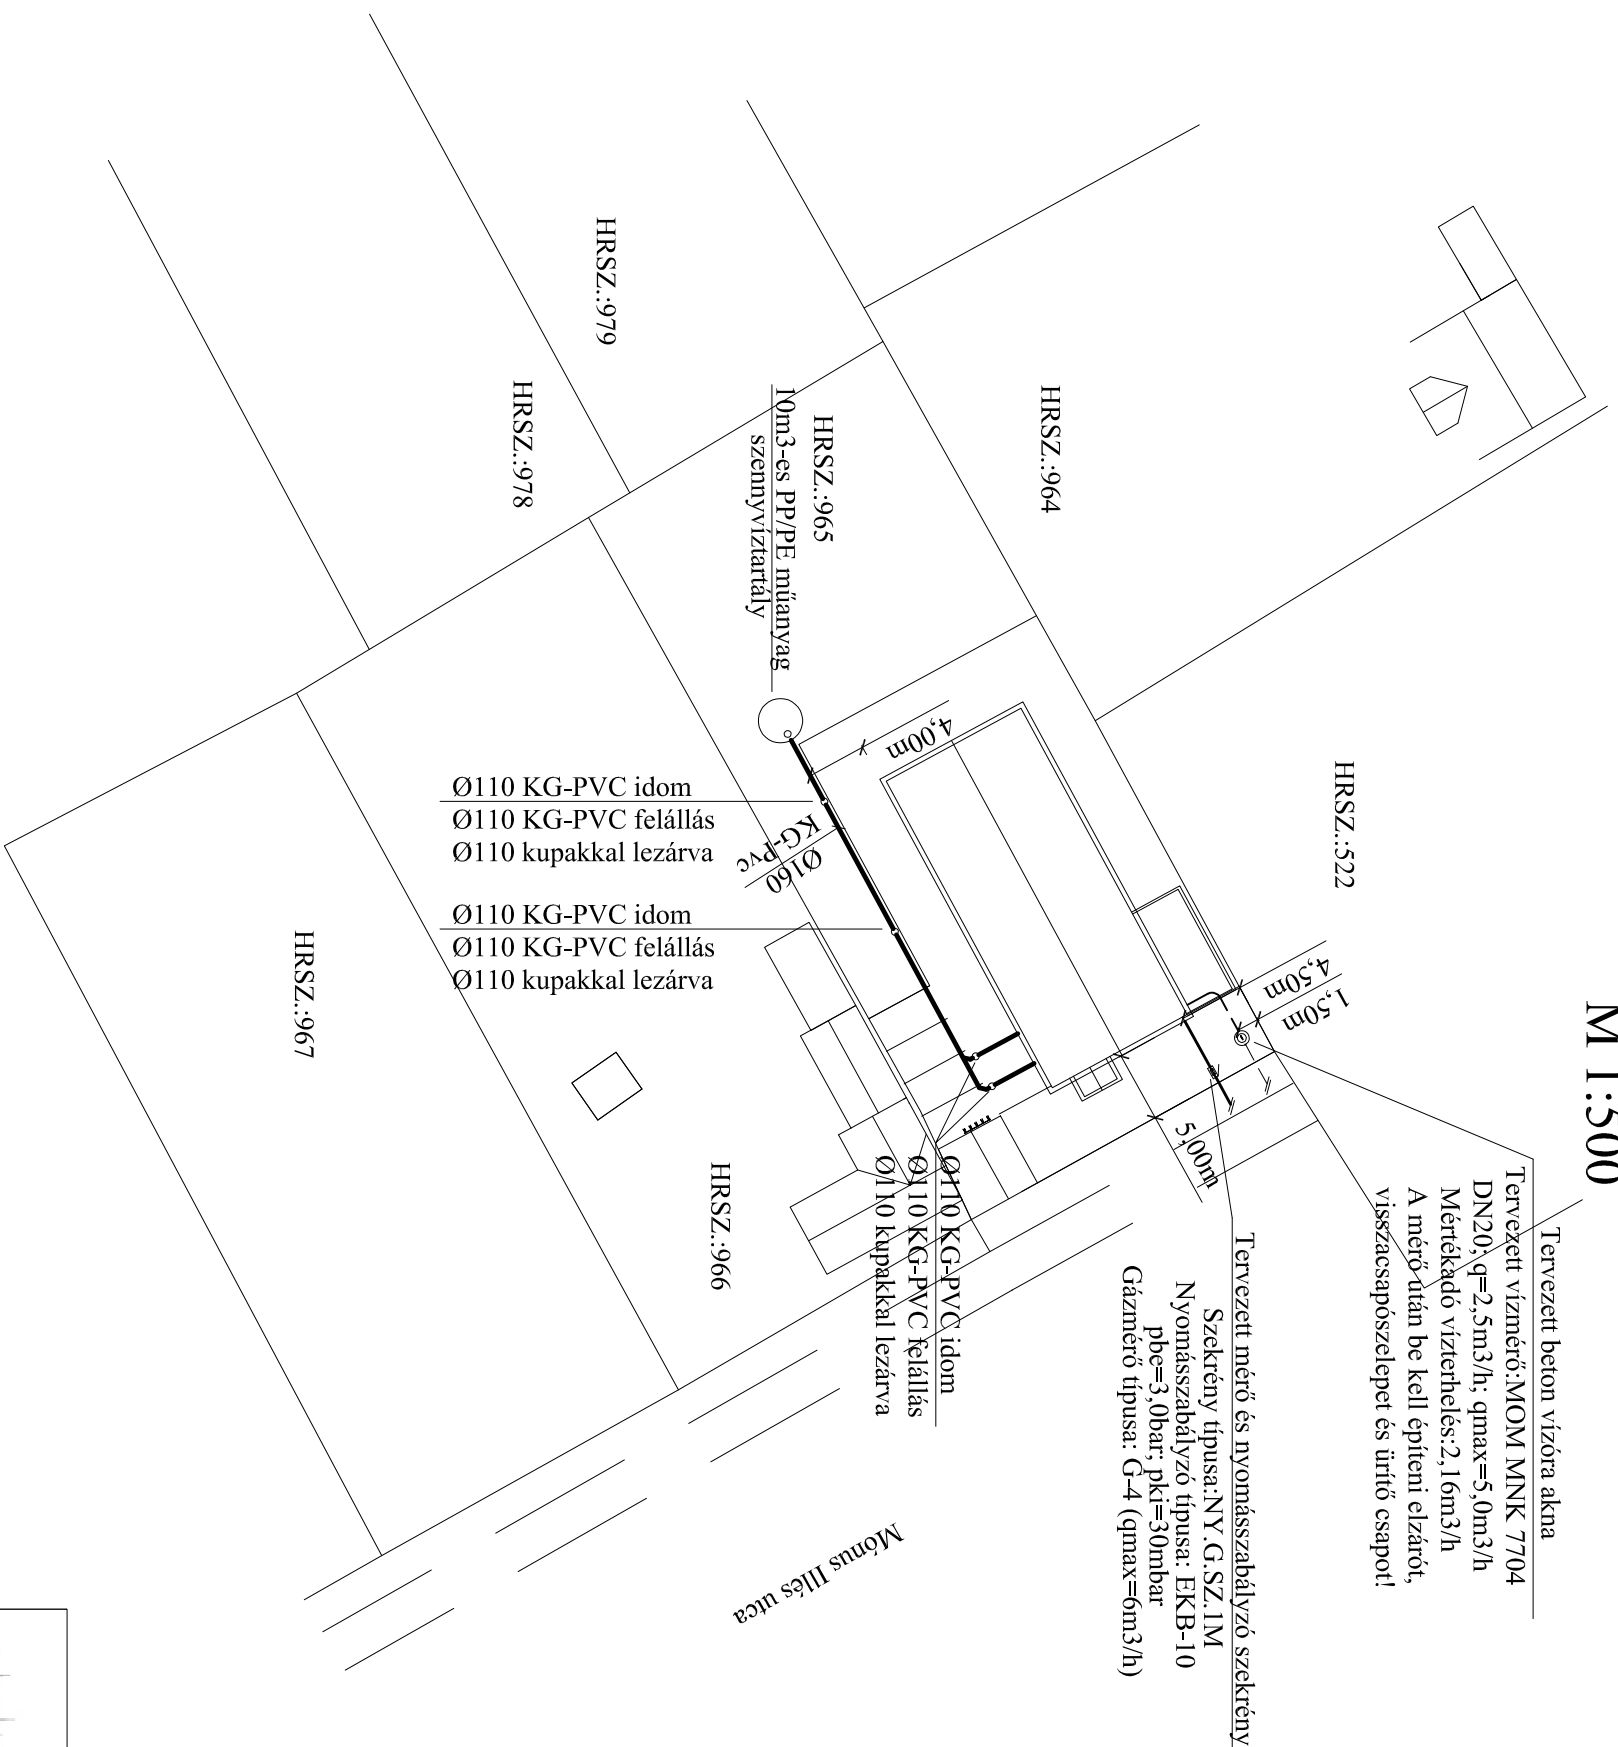 M 1:500
Tervezett beton vízóra akna
Tervezett vízmérő:MOM MNK 7704
DN20; q=2,5m3/h; qmax=5,0m3/h
Mértékadó vízterhelés:2,16m3/h
A mérő után be kell építeni elzárót,
visszacsapószelepet és ürítő csapot!
Tervezett mérő és nyomásszabályzó szekrény
Szekrény típusa:NY.G.SZ.1M
Nyomásszabályzó típusa: EKB-10
pbe=3,0bar; pki=30mbar
Gázmérő típusa: G-4 (qmax=6m3/h)
HRSZ.:522
HRSZ.:964
HRSZ.:965
10m3-es PP/PE műanyag
szennyvíztartály
HRSZ.:979
HRSZ.:978
HRSZ.:967
HRSZ.:966
4,00m
4,50m
1,50m
5,00m
Ø160
KG-Pvc
Ø110 KG-PVC idom
Ø110 KG-PVC felállás
Ø110 kupakkal lezárva
Ø110 KG-PVC idom
Ø110 KG-PVC felállás
Ø110 kupakkal lezárva
Ø110 KG-PVC idom
Ø110 KG-PVC felállás
Ø110 kupakkal lezárva
Mónus Illés utca